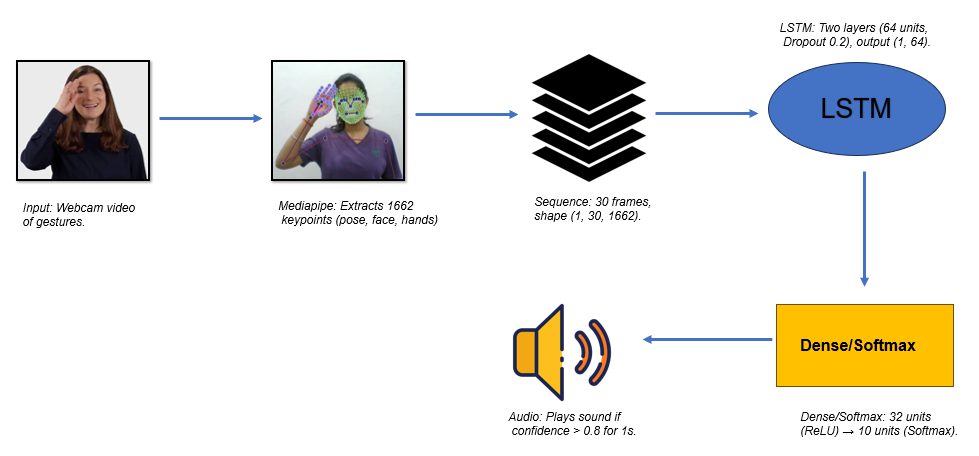 LSTM: Two layers (64 units,
Dropout 0.2), output (1, 64).
LSTM
Input: Webcam video
of gestures.
Mediapipe: Extracts 1662
keypoints (pose, face, hands)
Sequence: 30 frames,
shape (1, 30, 1662).
Dense/Softmax
Audio: Plays sound if
confidence > 0.8 for 1s.
Dense/Softmax: 32 units
(ReLU) → 10 units (Softmax).